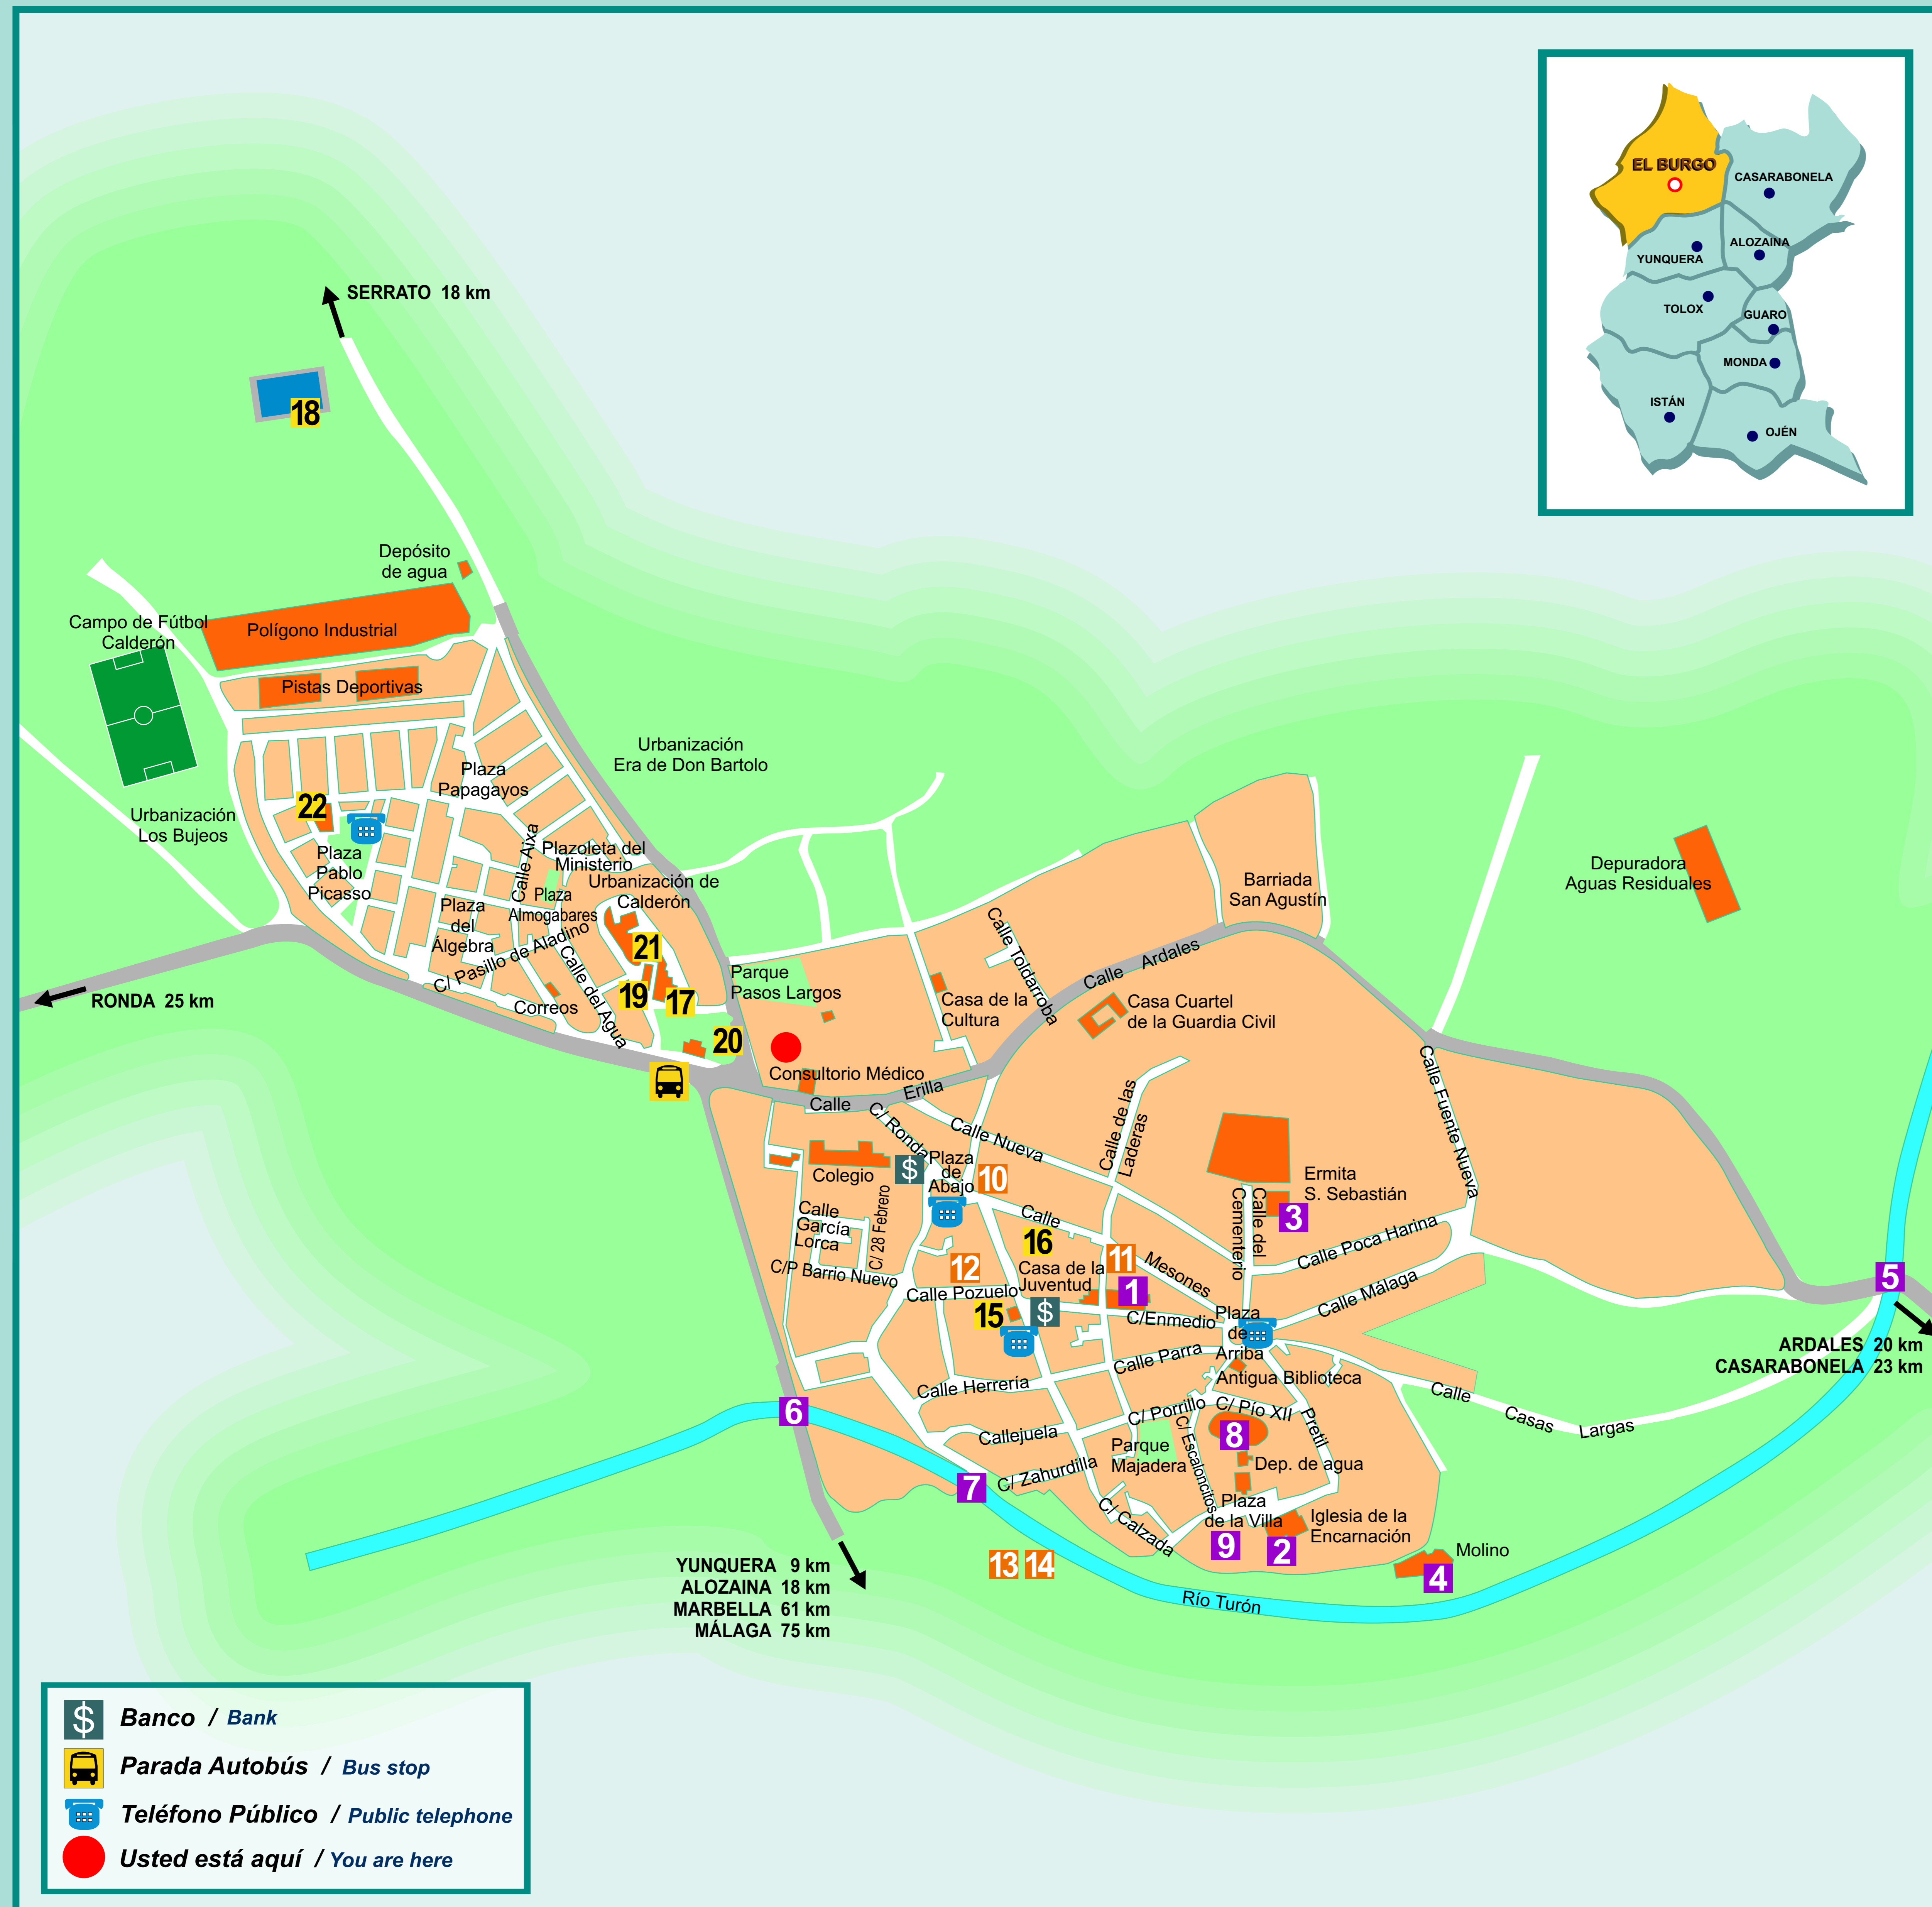 EL BURGO
CASARABONELA
YUNQUERA
ALOZAINA
TOLOX
GUARO
MONDA
ISTÁN
OJÉN
SERRATO 18 km
18
Depósito
de agua
Campo de Fútbol
Calderón
Polígono Industrial
Pistas Deportivas
Urbanización
Era de Don Bartolo
Plaza
Papagayos
22
Urbanización
Los Bujeos
Plaza
Pablo
Picasso
Calle Aixa
Plazoleta del
Ministerio
Urbanización de
Calderón
Plaza
Almogabares
Plaza
del
Álgebra
C/ Pasillo de Aladino
Calle del Agua
Correos
21
19
17
20
RONDA 25 km
Parque
Pasos Largos
Casa de la
Cultura
Calle Toldarroba
Calle Ardales
Barriada
San Agustín
Depuradora
Aguas Residuales
Casa Cuartel
de la Guardia Civil
Consultorio Médico
Calle Erilla
C/ Ronda
Calle Nueva
Calle de las
Laderas
Calle Fuente Nueva
Colegio
$
Plaza
de
Abajo
10
Ermita
S. Sebastián
3
Calle del
Cementerio
Calle
García
Lorca
C/ 28 Febrero
C/P Barrio Nuevo
Calle Mesones
16
12
11
Casa de la
Juventud
1
Calle Poca Harina
Calle Málaga
Calle Pozuelo
15
$
C/Enmedio
Plaza
de
Arriba
5
ARDALES 20 km
CASARABONELA 23 km
Calle Parra
Antigua Biblioteca
Calle Herrería
Calle Casas Largas
6
C/ Porrillo
C/ Pío XII
Pretil
8
Callejuela
Parque
Majadera
C/ Escaloncitos
Dep. de agua
C/ Zahurdilla
7
C/ Calzada
Plaza
de la Villa
Iglesia de la
Encarnación
9
2
Molino
4
13
14
Río Turón
YUNQUERA 9 km
ALOZAINA 18 km
MARBELLA 61 km
MÁLAGA 75 km
$ Banco / Bank
Parada Autobús / Bus stop
Teléfono Público / Public telephone
Usted está aquí / You are here